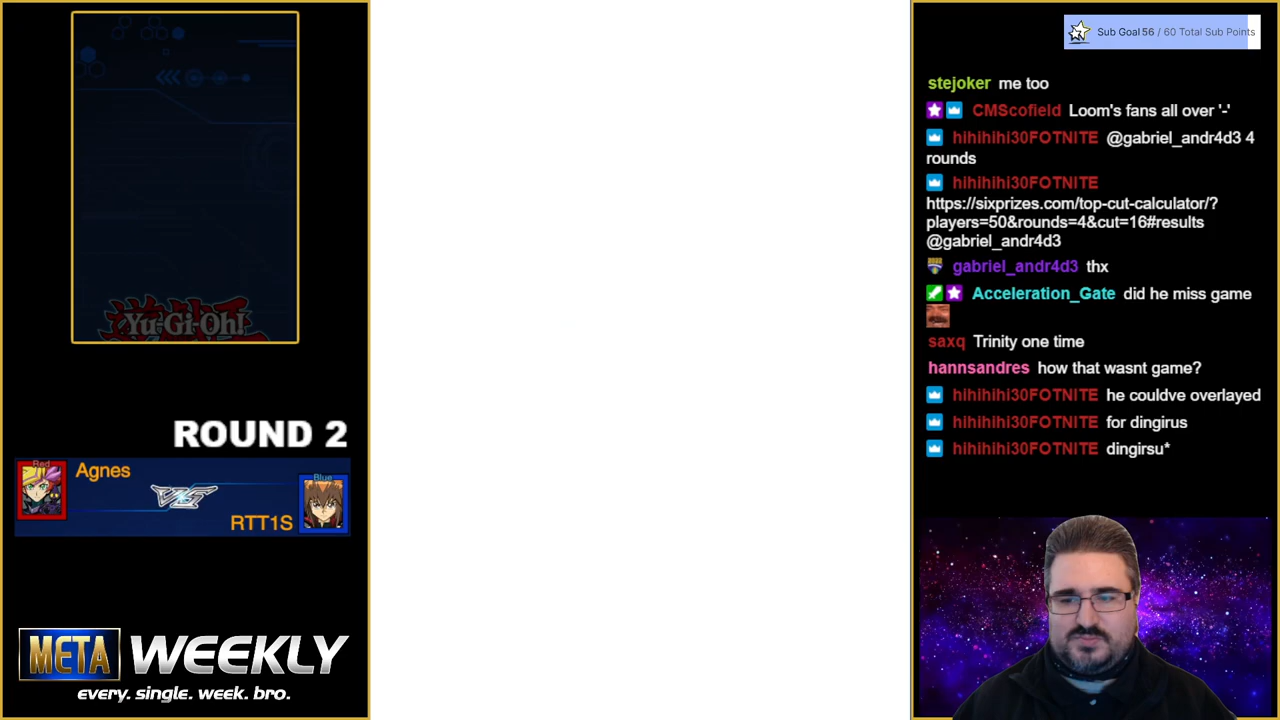 Yu-Gi-Oh!
ROUND 2
Red
Agnes
VS
Blue
RTT1S
META WEEKLY
every. single. week. bro.
Sub Goal 56 / 60 Total Sub Points
stejoker me too
CMScofield Loom's fans all over '-'
hihihihi30FOTNITE @gabriel_andr4d3 4
rounds
hihihihi30FOTNITE
https://sixprizes.com/top-cut-calculator/?
players=50&rounds=4&cut=16#results
@gabriel_andr4d3
gabriel_andr4d3 thx
Acceleration_Gate did he miss game
saxq Trinity one time
hannsandres how that wasnt game?
hihihihi30FOTNITE he couldve overlayed
hihihihi30FOTNITE for dingirus
hihihihi30FOTNITE dingirsu*